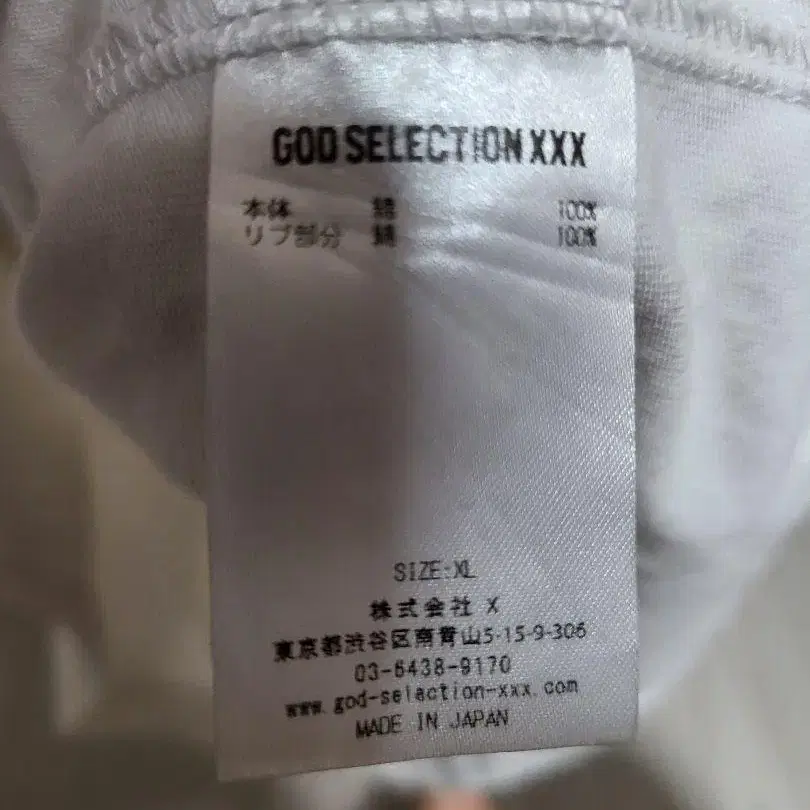 GOD SELECTION XXX
本体 綿 100%
リブ部分 綿 100%
SIZE:XL
株式会社 X
東京都渋谷区南青山5-15-9-306
03-6438-9170
www.god-selection-xxx.com
MADE IN JAPAN